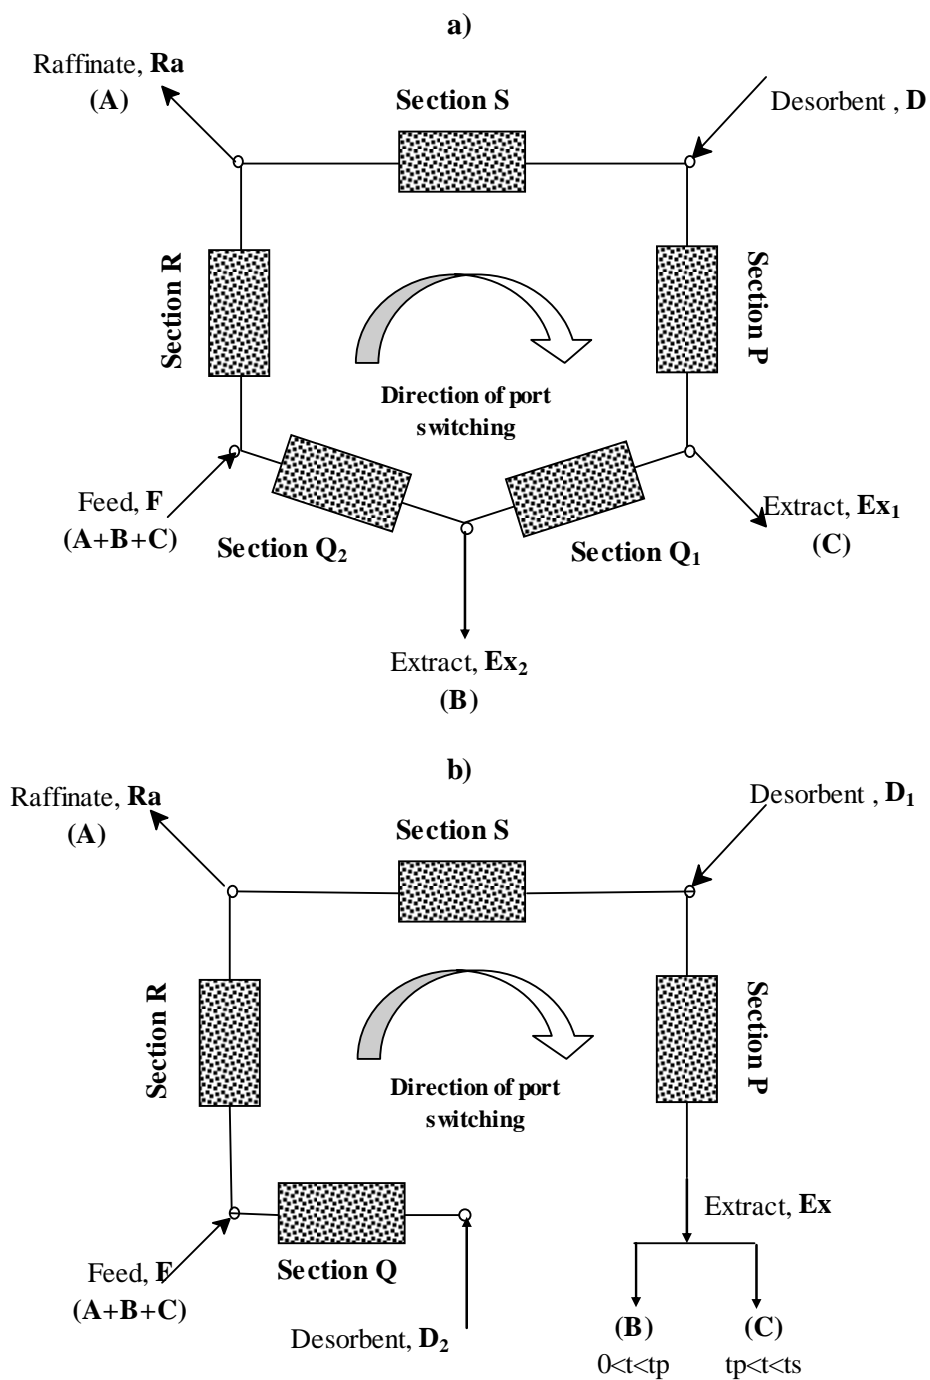 a)
Raffinate, Ra
(A)
Section S
Desorbent , D
Section R
Section P
Direction of port
switching
Feed, F
(A+B+C)
Section Q₂
Section Q₁
Extract, Ex₁
(C)
Extract, Ex₂
(B)
b)
Raffinate, Ra
(A)
Section S
Desorbent , D₁
Section R
Section P
Direction of port
switching
Extract, Ex
Feed, F
(A+B+C)
Section Q
Desorbent, D₂
(B)
(C)
0<t<tp
tp<t<ts